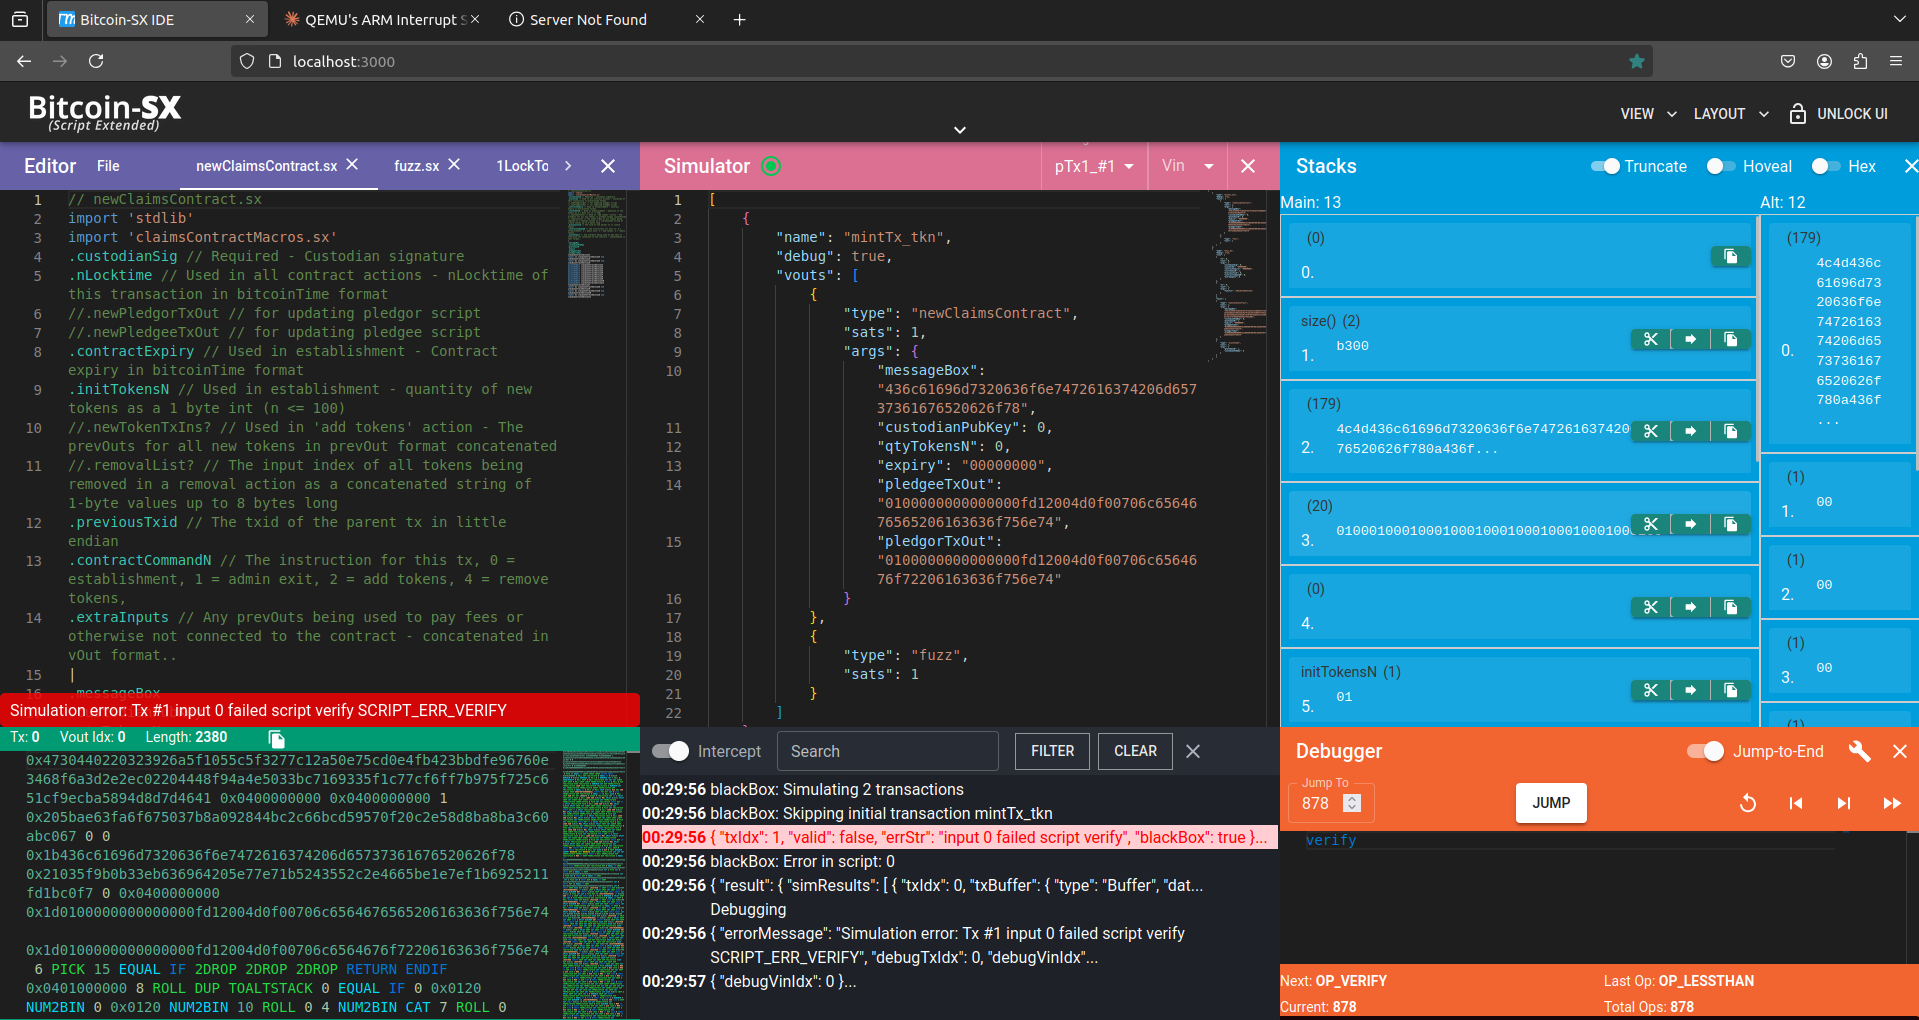 Bitcoin-SX IDE
QEMU's ARM Interrupt S
Server Not Found
localhost:3000
Bitcoin-SX
(Script Extended)
VIEW
LAYOUT
UNLOCK UI
Editor
File
newClaimsContract.sx
fuzz.sx
1LockTo
1 // newClaimsContract.sx
2 import 'stdlib'
3 import 'claimsContractMacros.sx'
4 .custodianSig // Required - Custodian signature
5 .nLocktime // Used in all contract actions - nLocktime of
this transaction in bitcoinTime format
6 //.newPledgorTxOut // for updating pledgor script
7 //.newPledgeeTxOut // for updating pledgee script
8 .contractExpiry // Used in establishment - Contract
expiry in bitcoinTime format
9 .initTokensN // Used in establishment - quantity of new
tokens as a 1 byte int (n <= 100)
10 //.newTokenTxIns? // Used in 'add tokens' action - The
prevOuts for all new tokens in prevOut format concatenated
11 //.removalList? // The input index of all tokens being
removed in a removal action as a concatenated string of
1-byte values up to 8 bytes long
12 .previousTxid // The txid of the parent tx in little
endian
13 .contractCommandN // The instruction for this tx, 0 =
establishment, 1 = admin exit, 2 = add tokens, 4 = remove
tokens,
14 .extraInputs // Any prevOuts being used to pay fees or
otherwise not connected to the contract - concatenated in
vOut format..
15
16 .messageBox
Simulation error: Tx #1 input 0 failed script verify SCRIPT_ERR_VERIFY
Tx: 0 Vout Idx: 0 Length: 2380
0x4730440220323926a5f1055c5f3277c12a50e75cd0e4fb423bbdfe96760e
3468f6a3d2e2ec02204448f94a4e5033bc7169335f1c77cf6ff7b975f725c6
51cf9ecba5894d8d7d4641 0x0400000000 0x0400000000 1
0x205bae63fa6f675037b8a092844bc2c66bcd59570f20c2e58d8ba8ba3c60
abc067 0 0
0x1b436c61696d7320636f6e7472616374206d65737361676520626f78
0x21035f9b0b33eb636964205e77e71b5243552c2e4665be1e7ef1b6925211
fd1bc0f7 0 0x0400000000
0x1d0100000000000000fd12004d0f00706c6564676565206163636f756e74
0x1d0100000000000000fd12004d0f00706c6564676f72206163636f756e74
6 PICK 15 EQUAL IF 2DROP 2DROP 2DROP RETURN ENDIF
0x0401000000 8 ROLL DUP TOALTSTACK 0 EQUAL IF 0 0x0120
NUM2BIN 0 0x0120 NUM2BIN 10 ROLL 0 4 NUM2BIN CAT 7 ROLL 0
Simulator
pTx1_#1
Vin
1 [
2 {
3 "name": "mintTx_tkn",
4 "debug": true,
5 "vouts": [
6 {
7 "type": "newClaimsContract",
8 "sats": 1,
9 "args": {
10 "messageBox":
"436c61696d7320636f6e7472616374206d657
37361676520626f78",
11 "custodianPubKey": 0,
12 "qtyTokensN": 0,
13 "expiry": "00000000",
14 "pledgeeTxOut":
"0100000000000000fd12004d0f00706c65646
76565206163636f756e74",
15 "pledgorTxOut":
"0100000000000000fd12004d0f00706c65646
76f72206163636f756e74"
16 }
17 },
18 {
19 "type": "fuzz",
20 "sats": 1
21 }
22 ]
Intercept
Search
FILTER
CLEAR
00:29:56 blackBox: Simulating 2 transactions
00:29:56 blackBox: Skipping initial transaction mintTx_tkn
00:29:56 { "txIdx": 1, "valid": false, "errStr": "input 0 failed script verify", "blackBox": true }...
00:29:56 blackBox: Error in script: 0
00:29:56 { "result": { "simResults": [ { "txIdx": 0, "txBuffer": { "type": "Buffer", "dat...
Debugging
00:29:56 { "errorMessage": "Simulation error: Tx #1 input 0 failed script verify
SCRIPT_ERR_VERIFY", "debugTxIdx": 0, "debugVinIdx"...
00:29:57 { "debugVinIdx": 0 }...
Stacks
Truncate
Hoveal
Hex
Main: 13
(0)
0.
size() (2)
b300
1.
(179)
4c4d436c61696d7320636f6e747261637420
76520626f780a436f...
2.
(20)
3.
(0)
4.
initTokensN (1)
01
5.
Alt: 12
(179)
4c4d436c
61696d73
20636f6e
74726163
74206d65
73736167
6520626f
780a436f
...
0.
(1)
00
1.
(1)
00
2.
(1)
00
3.
(1)
Debugger
Jump-to-End
Jump To
878
JUMP
verify
Next: OP_VERIFY
Last Op: OP_LESSTHAN
Current: 878
Total Ops: 878